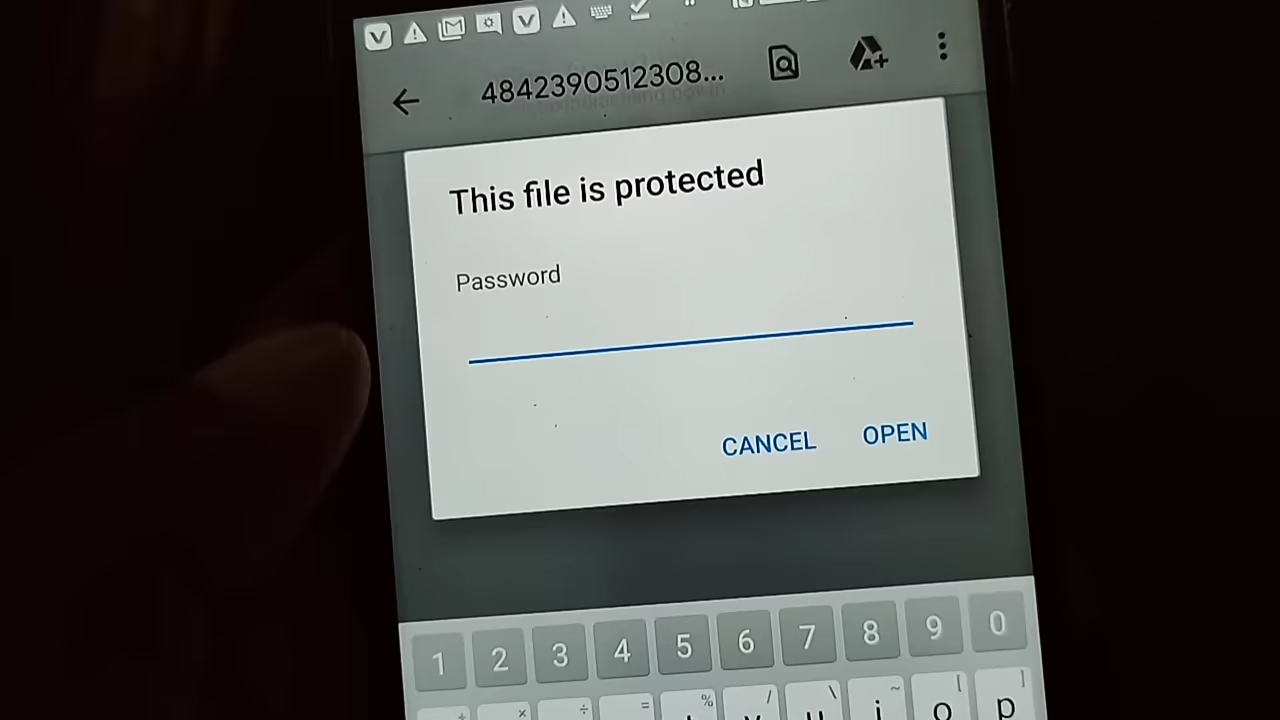 4842390512308...
This file is protected
Password
CANCEL OPEN
1 2 3 4 5 6 7 8 9 0
% / \ ~ [ ]
i o p